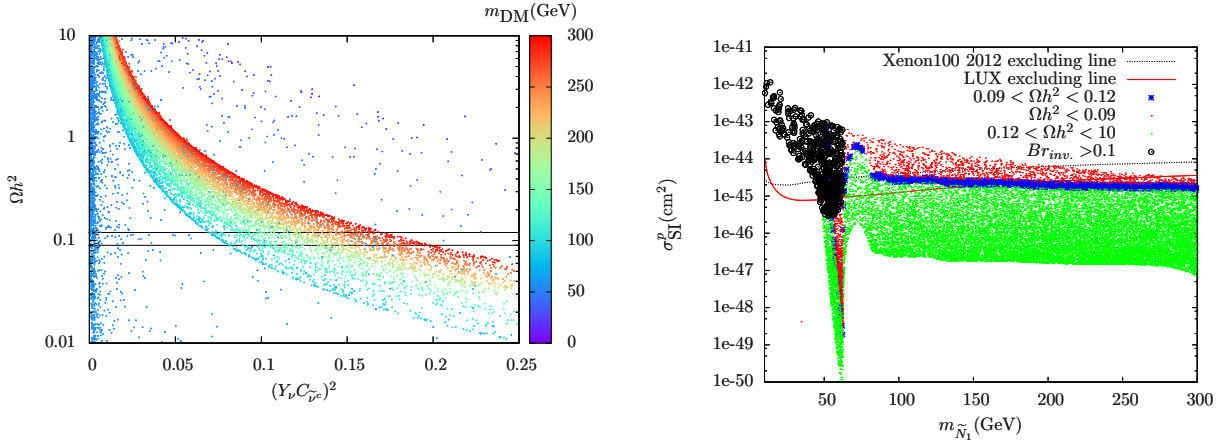 m_DM(GeV)
10
1
0.1
0.01
Ωh²
0
0.05
0.1
0.15
0.2
0.25
(Y_ν C_ν̃ᶜ)²
300
250
200
150
100
50
0
1e-41
1e-42
1e-43
1e-44
1e-45
1e-46
1e-47
1e-48
1e-49
1e-50
σ^p_SI(cm²)
Xenon100 2012 excluding line
LUX excluding line
0.09 < Ωh² < 0.12
Ωh² < 0.09
0.12 < Ωh² < 10
Br_inv. >0.1
50
100
150
200
250
300
m_Ñ₁(GeV)